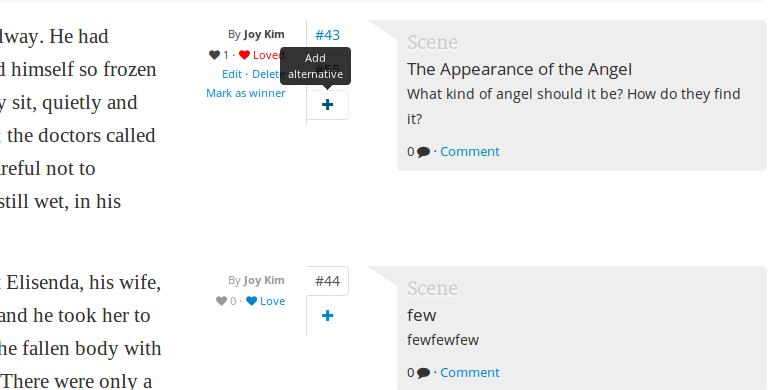 lway. He had
d himself so frozen
y sit, quietly and
the doctors called
reful not to
still wet, in his
By Joy Kim
1 · Loved
Edit · Delete
Mark as winner
#43
Add
alternative
Scene
The Appearance of the Angel
What kind of angel should it be? How do they find
it?
0 · Comment
t Elisenda, his wife,
and he took her to
he fallen body with
There were only a
By Joy Kim
0 · Love
#44
Scene
few
fewfewfew
0 · Comment